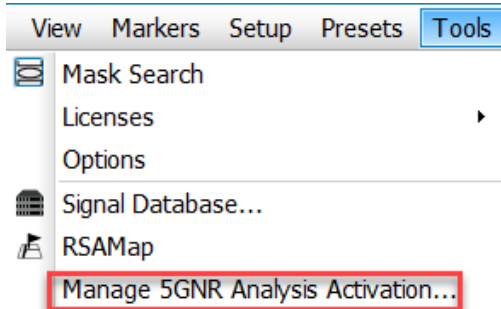 View Markers Setup Presets Tools
Mask Search
Licenses
Options
Signal Database...
RSAMap
Manage 5GNR Analysis Activation...